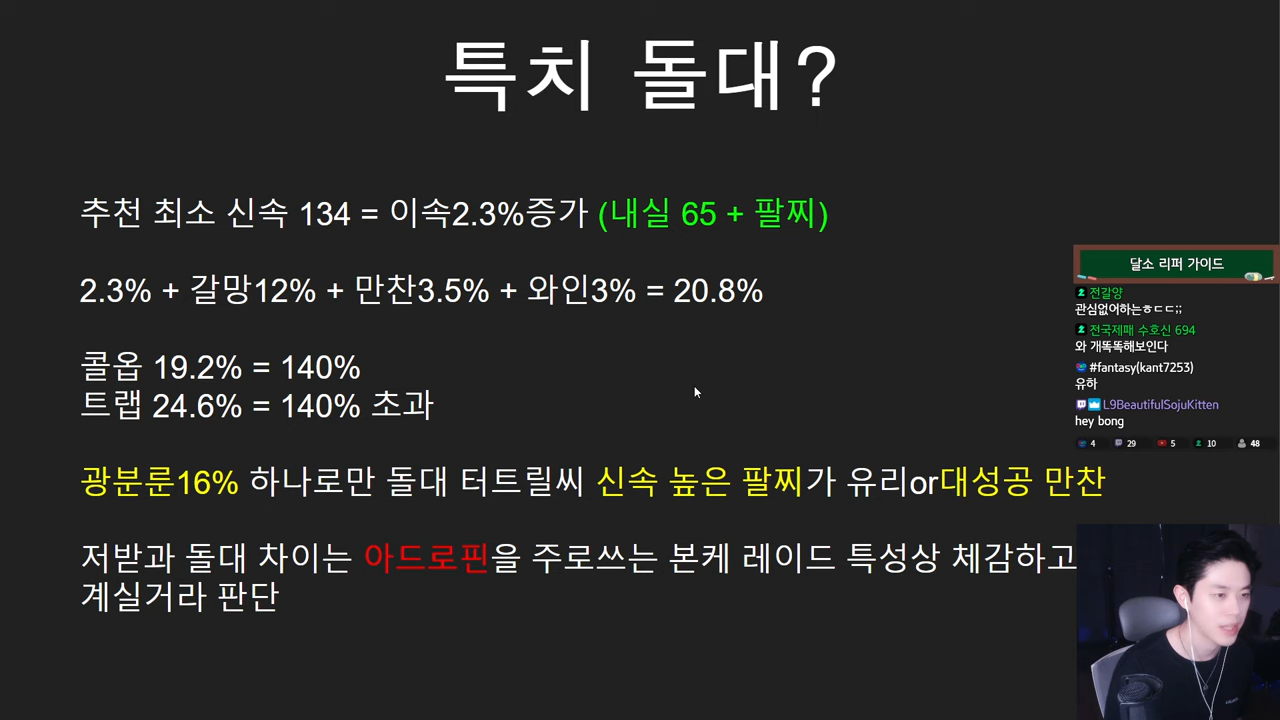 특치 돌대?
추천 최소 신속 134 = 이속2.3%증가 (내실 65 + 팔찌)
2.3% + 갈망12% + 만찬3.5% + 와인3% = 20.8%
콜옵 19.2% = 140%
트랩 24.6% = 140% 초과
광분룬16% 하나로만 돌대 터트릴씨 신속 높은 팔찌가 유리or대성공 만찬
저받과 돌대 차이는 아드로핀을 주로쓰는 본케 레이드 특성상 체감하고
계실거라 판단
달소 리퍼 가이드
전갈양
관심없어하는ㅎㄷㄷ;;
전국제패 수호신 694
와 개똑똑해보인다
#fantasy(kant7253)
유하
L9BeautifulSojuKitten
hey bong
4 29 5 10 48